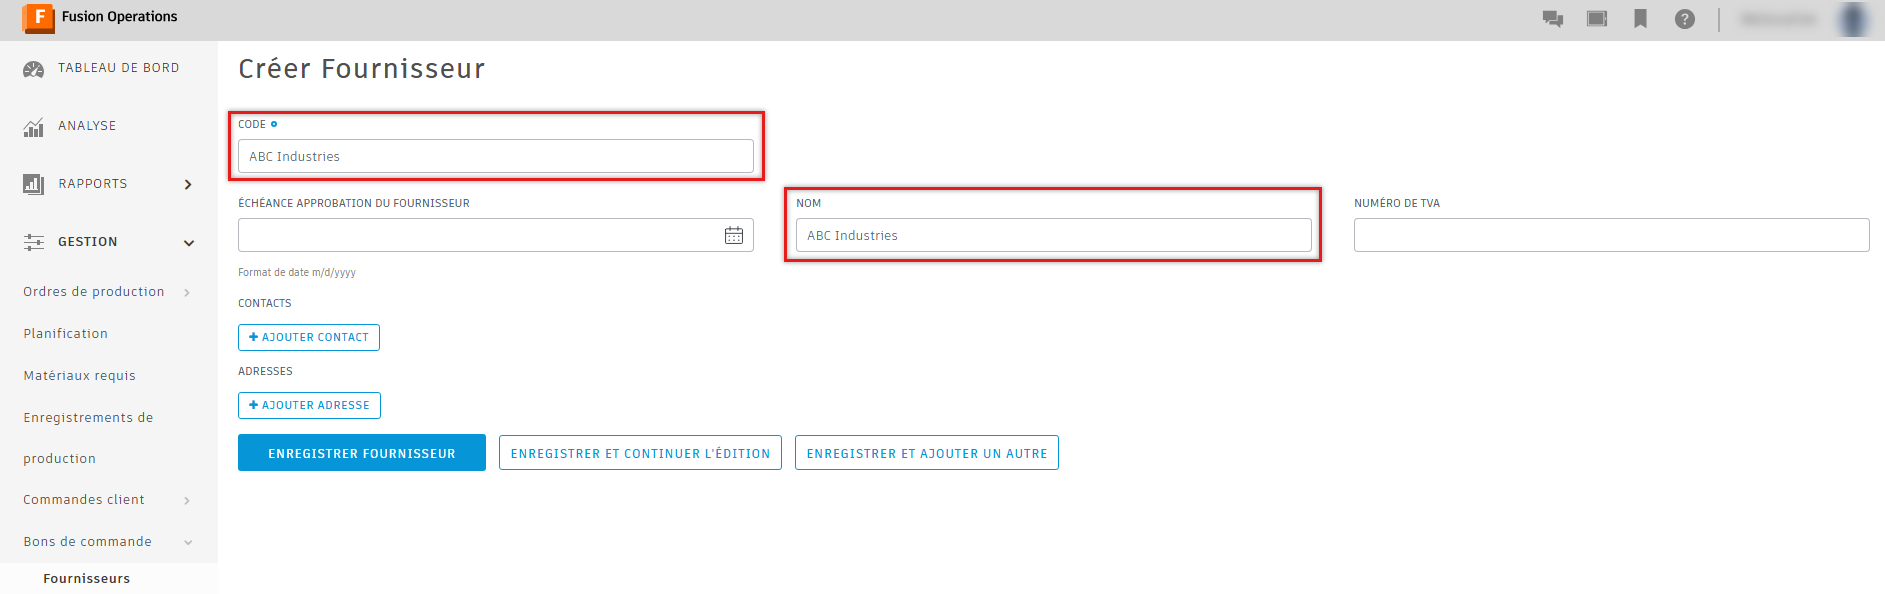 F Fusion Operations
?
TABLEAU DE BORD
ANALYSE
RAPPORTS
GESTION
Ordres de production
Planification
Matériaux requis
Enregistrements de
production
Commandes client
Bons de commande
Fournisseurs
Créer Fournisseur
CODE
ABC Industries
ÉCHÉANCE APPROBATION DU FOURNISSEUR
Format de date m/d/yyyy
NOM
ABC Industries
NUMÉRO DE TVA
CONTACTS
+ AJOUTER CONTACT
ADRESSES
+ AJOUTER ADRESSE
ENREGISTRER FOURNISSEUR
ENREGISTRER ET CONTINUER L'ÉDITION
ENREGISTRER ET AJOUTER UN AUTRE